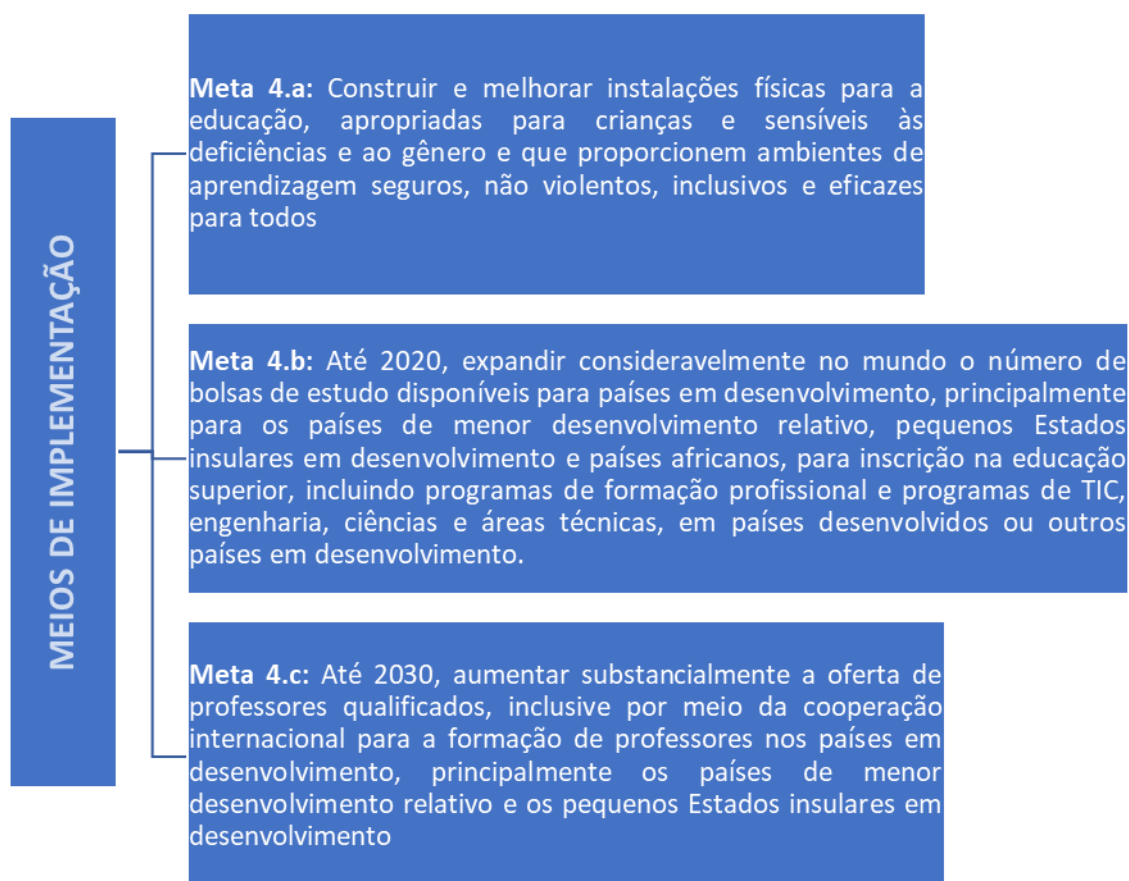 MEIOS DE IMPLEMENTAÇÃO
Meta 4.a: Construir e melhorar instalações físicas para a
educação, apropriadas para crianças e sensíveis às
deficiências e ao gênero e que proporcionem ambientes de
aprendizagem seguros, não violentos, inclusivos e eficazes
para todos
Meta 4.b: Até 2020, expandir consideravelmente no mundo o número de
bolsas de estudo disponíveis para países em desenvolvimento, principalmente
para os países de menor desenvolvimento relativo, pequenos Estados
insulares em desenvolvimento e países africanos, para inscrição na educação
superior, incluindo programas de formação profissional e programas de TIC,
engenharia, ciências e áreas técnicas, em países desenvolvidos ou outros
países em desenvolvimento.
Meta 4.c: Até 2030, aumentar substancialmente a oferta de
professores qualificados, inclusive por meio da cooperação
internacional para a formação de professores nos países em
desenvolvimento, principalmente os países de menor
desenvolvimento relativo e os pequenos Estados insulares em
desenvolvimento